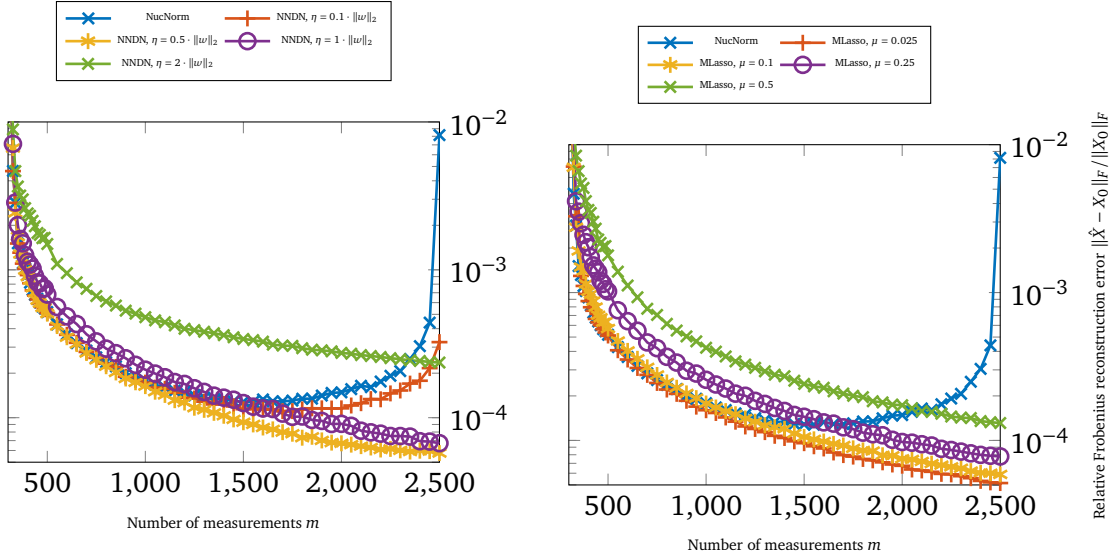 NucNorm
NNDN, η = 0.1 · ||w||₂
NNDN, η = 0.5 · ||w||₂
NNDN, η = 1 · ||w||₂
NNDN, η = 2 · ||w||₂
10⁻²
10⁻³
10⁻⁴
500
1,000
1,500
2,000
2,500
Number of measurements m
NucNorm
MLasso, μ = 0.025
MLasso, μ = 0.1
MLasso, μ = 0.25
MLasso, μ = 0.5
10⁻²
10⁻³
10⁻⁴
500
1,000
1,500
2,000
2,500
Number of measurements m
Relative Frobenius reconstruction error ||X̂ − X₀||_F / ||X₀||_F